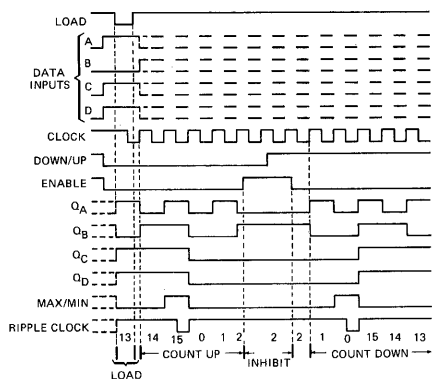 LOAD
A
B
DATA
INPUTS
C
D
CLOCK
DOWN/UP
ENABLE
QA
QB
QC
QD
MAX/MIN
RIPPLE CLOCK
13 14 15 0 1 2 2 2 1 0 15 14 13
COUNT UP INHIBIT COUNT DOWN
LOAD